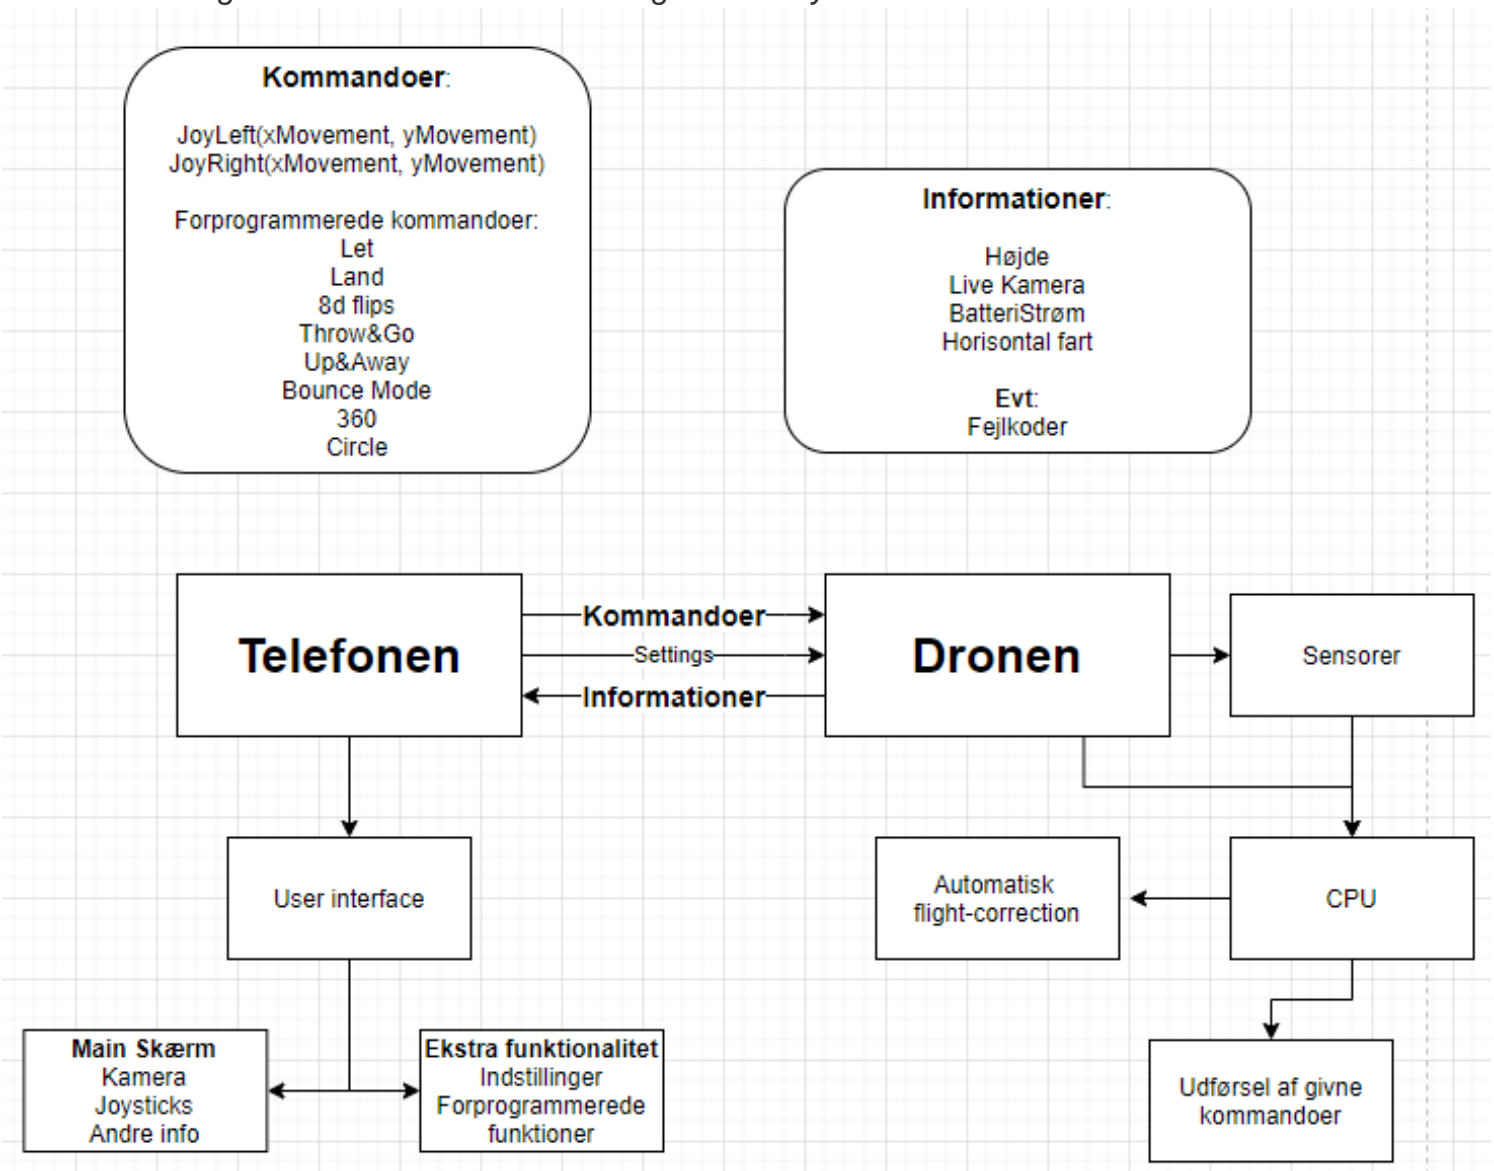 Kommandoer:
JoyLeft(xMovement, yMovement)
JoyRight(xMovement, yMovement)
Forprogrammerede kommandoer:
Let
Land
8d flips
Throw&Go
Up&Away
Bounce Mode
360
Circle
Informationer:
Højde
Live Kamera
BatteriStrøm
Horisontal fart
Evt:
Fejlkoder
Telefonen
Kommandoer
Settings
Informationer
Dronen
Sensorer
User interface
Automatisk
flight-correction
CPU
Main Skærm
Kamera
Joysticks
Andre info
Ekstra funktionalitet
Indstillinger
Forprogrammerede
funktioner
Udførsel af givne
kommandoer